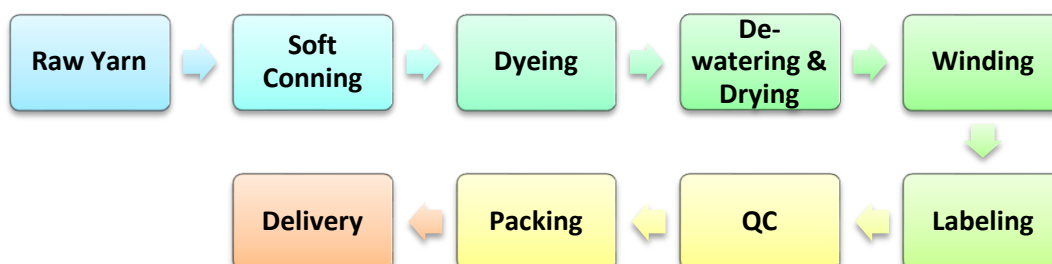 Raw Yarn
Soft
Conning
Dyeing
De-
watering &
Drying
Winding
Labeling
QC
Packing
Delivery